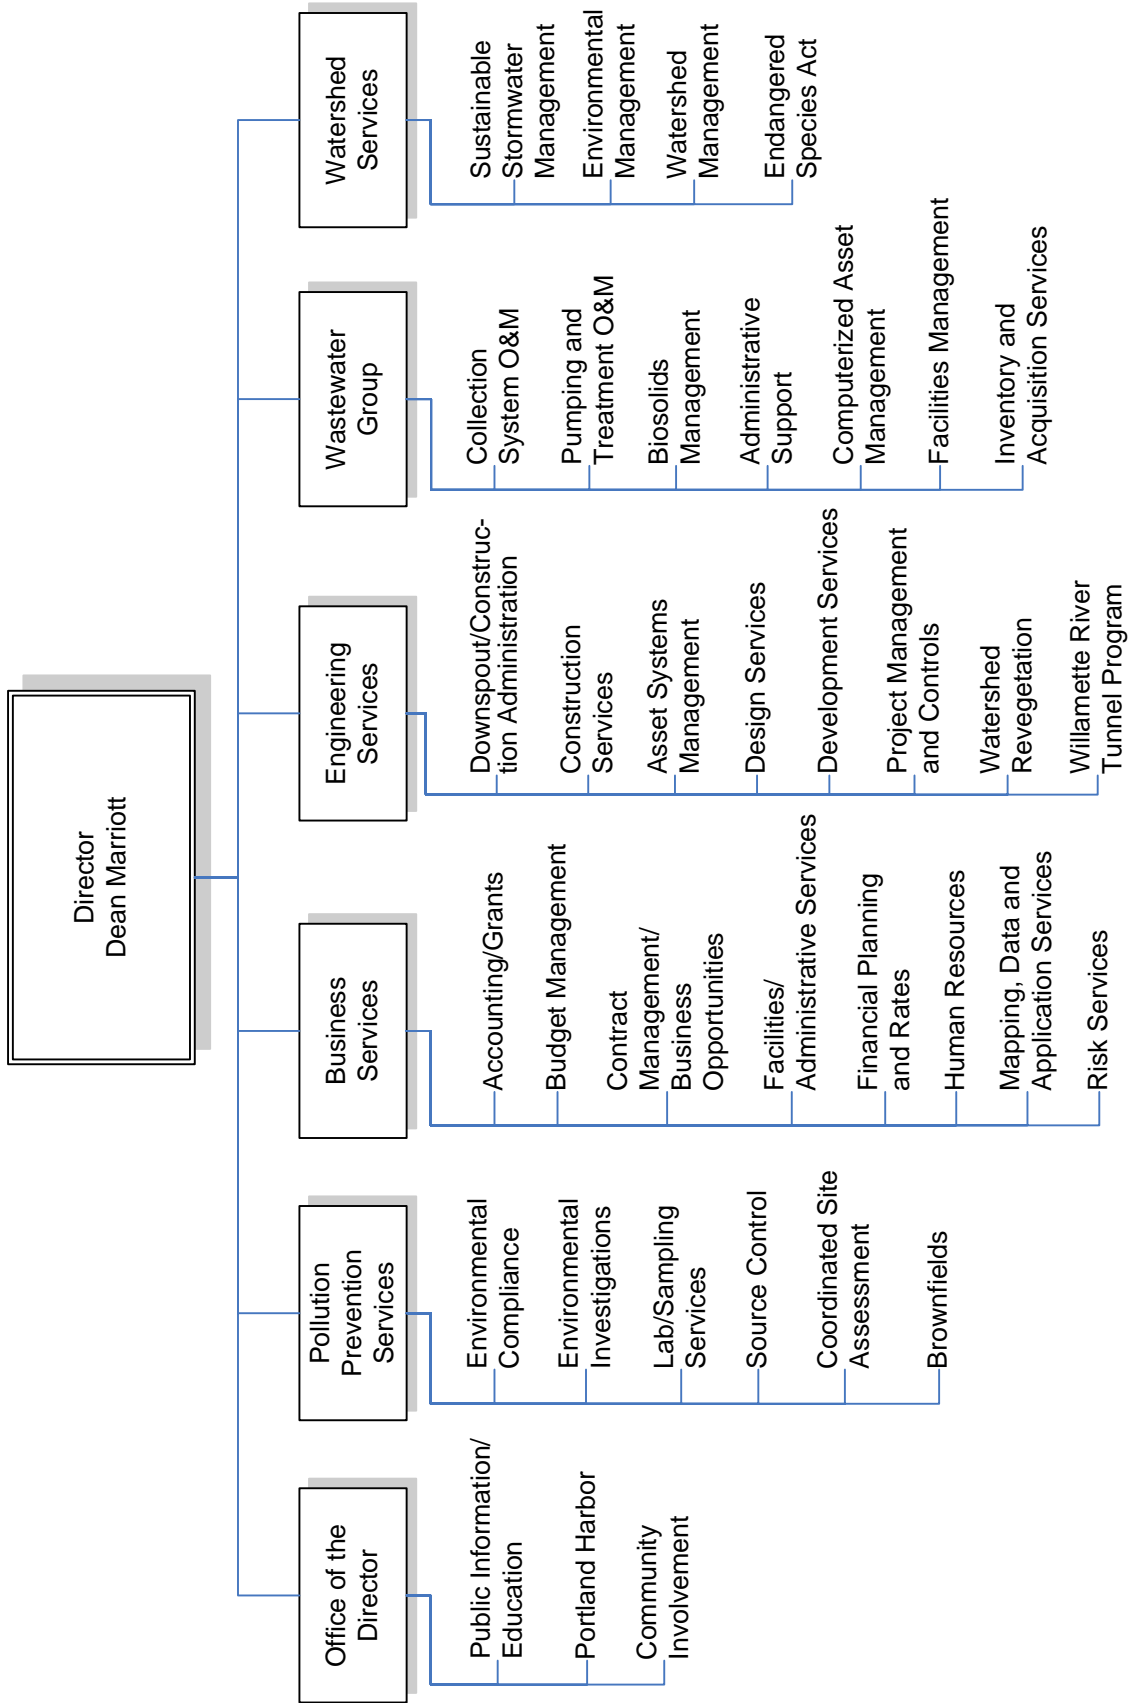 Director
Dean Marriott
Office of the
Director
Public Information/
Education
Portland Harbor
Community
Involvement
Pollution
Prevention
Services
Environmental
Compliance
Environmental
Investigations
Lab/Sampling
Services
Source Control
Coordinated Site
Assessment
Brownfields
Business
Services
Accounting/Grants
Budget Management
Contract
Management/
Business
Opportunities
Facilities/
Administrative Services
Financial Planning
and Rates
Human Resources
Mapping, Data and
Application Services
Risk Services
Engineering
Services
Downspout/Construc-
tion Administration
Construction
Services
Asset Systems
Management
Design Services
Development Services
Project Management
and Controls
Watershed
Revegetation
Willamette River
Tunnel Program
Wastewater
Group
Collection
System O&M
Pumping and
Treatment O&M
Biosolids
Management
Administrative
Support
Computerized Asset
Management
Facilities Management
Inventory and
Acquisition Services
Watershed
Services
Sustainable
Stormwater
Management
Environmental
Management
Watershed
Management
Endangered
Species Act